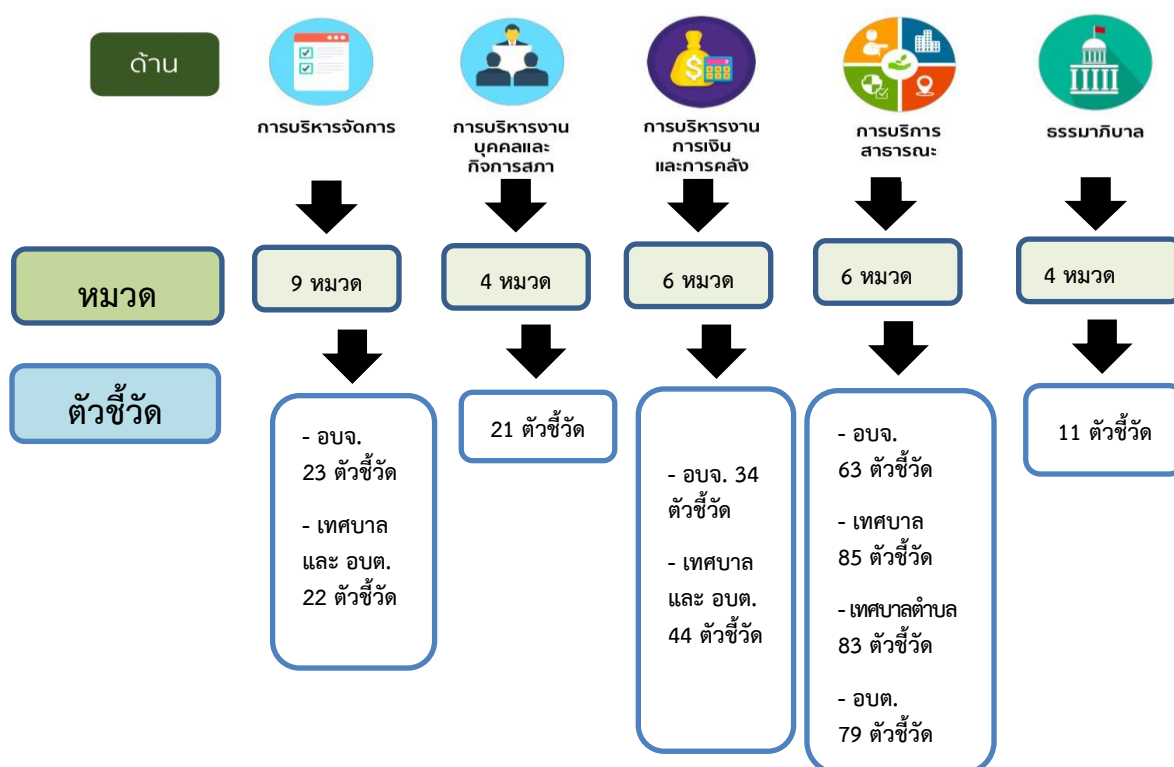 ด้าน
การบริหารจัดการ
การบริหารงาน
บุคคลและ
กิจการสภา
การบริหารงาน
การเงิน
และการคลัง
การบริการ
สาธารณะ
ธรรมาภิบาล
หมวด
9 หมวด
4 หมวด
6 หมวด
6 หมวด
4 หมวด
ตัวชี้วัด
- อบจ.
23 ตัวชี้วัด
- เทศบาล
และ อบต.
22 ตัวชี้วัด
21 ตัวชี้วัด
- อบจ. 34
ตัวชี้วัด
- เทศบาล
และ อบต.
44 ตัวชี้วัด
- อบจ.
63 ตัวชี้วัด
- เทศบาล
85 ตัวชี้วัด
- เทศบาลตำบล
83 ตัวชี้วัด
- อบต.
79 ตัวชี้วัด
11 ตัวชี้วัด